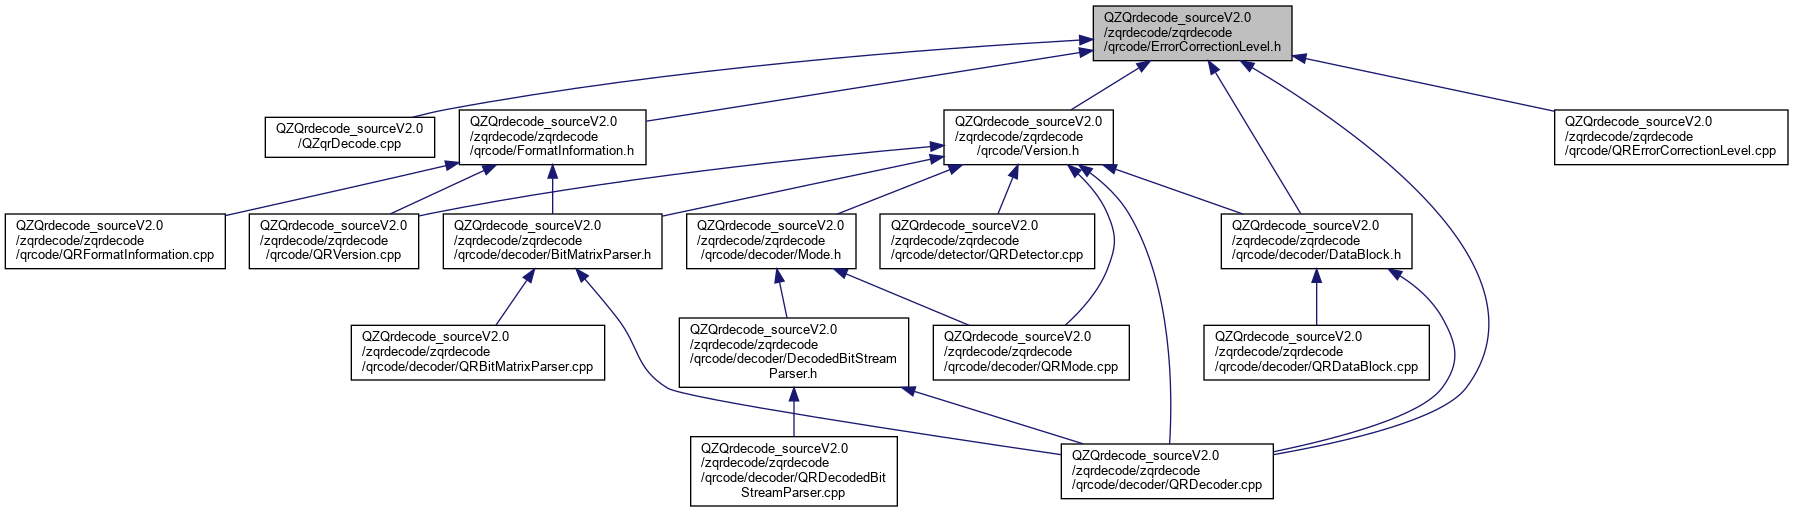 QZQrdecode_sourceV2.0
/zqrdecode/zqrdecode
/qrcode/ErrorCorrectionLevel.h
QZQrdecode_sourceV2.0
/QZqrDecode.cpp
QZQrdecode_sourceV2.0
/zqrdecode/zqrdecode
/qrcode/FormatInformation.h
QZQrdecode_sourceV2.0
/zqrdecode/zqrdecode
/qrcode/Version.h
QZQrdecode_sourceV2.0
/zqrdecode/zqrdecode
/qrcode/QRErrorCorrectionLevel.cpp
QZQrdecode_sourceV2.0
/zqrdecode/zqrdecode
/qrcode/QRFormatInformation.cpp
QZQrdecode_sourceV2.0
/zqrdecode/zqrdecode
/qrcode/QRVersion.cpp
QZQrdecode_sourceV2.0
/zqrdecode/zqrdecode
/qrcode/decoder/BitMatrixParser.h
QZQrdecode_sourceV2.0
/zqrdecode/zqrdecode
/qrcode/decoder/Mode.h
QZQrdecode_sourceV2.0
/zqrdecode/zqrdecode
/qrcode/detector/QRDetector.cpp
QZQrdecode_sourceV2.0
/zqrdecode/zqrdecode
/qrcode/decoder/DataBlock.h
QZQrdecode_sourceV2.0
/zqrdecode/zqrdecode
/qrcode/decoder/QRBitMatrixParser.cpp
QZQrdecode_sourceV2.0
/zqrdecode/zqrdecode
/qrcode/decoder/DecodedBitStream
Parser.h
QZQrdecode_sourceV2.0
/zqrdecode/zqrdecode
/qrcode/decoder/QRMode.cpp
QZQrdecode_sourceV2.0
/zqrdecode/zqrdecode
/qrcode/decoder/QRDataBlock.cpp
QZQrdecode_sourceV2.0
/zqrdecode/zqrdecode
/qrcode/decoder/QRDecodedBit
StreamParser.cpp
QZQrdecode_sourceV2.0
/zqrdecode/zqrdecode
/qrcode/decoder/QRDecoder.cpp